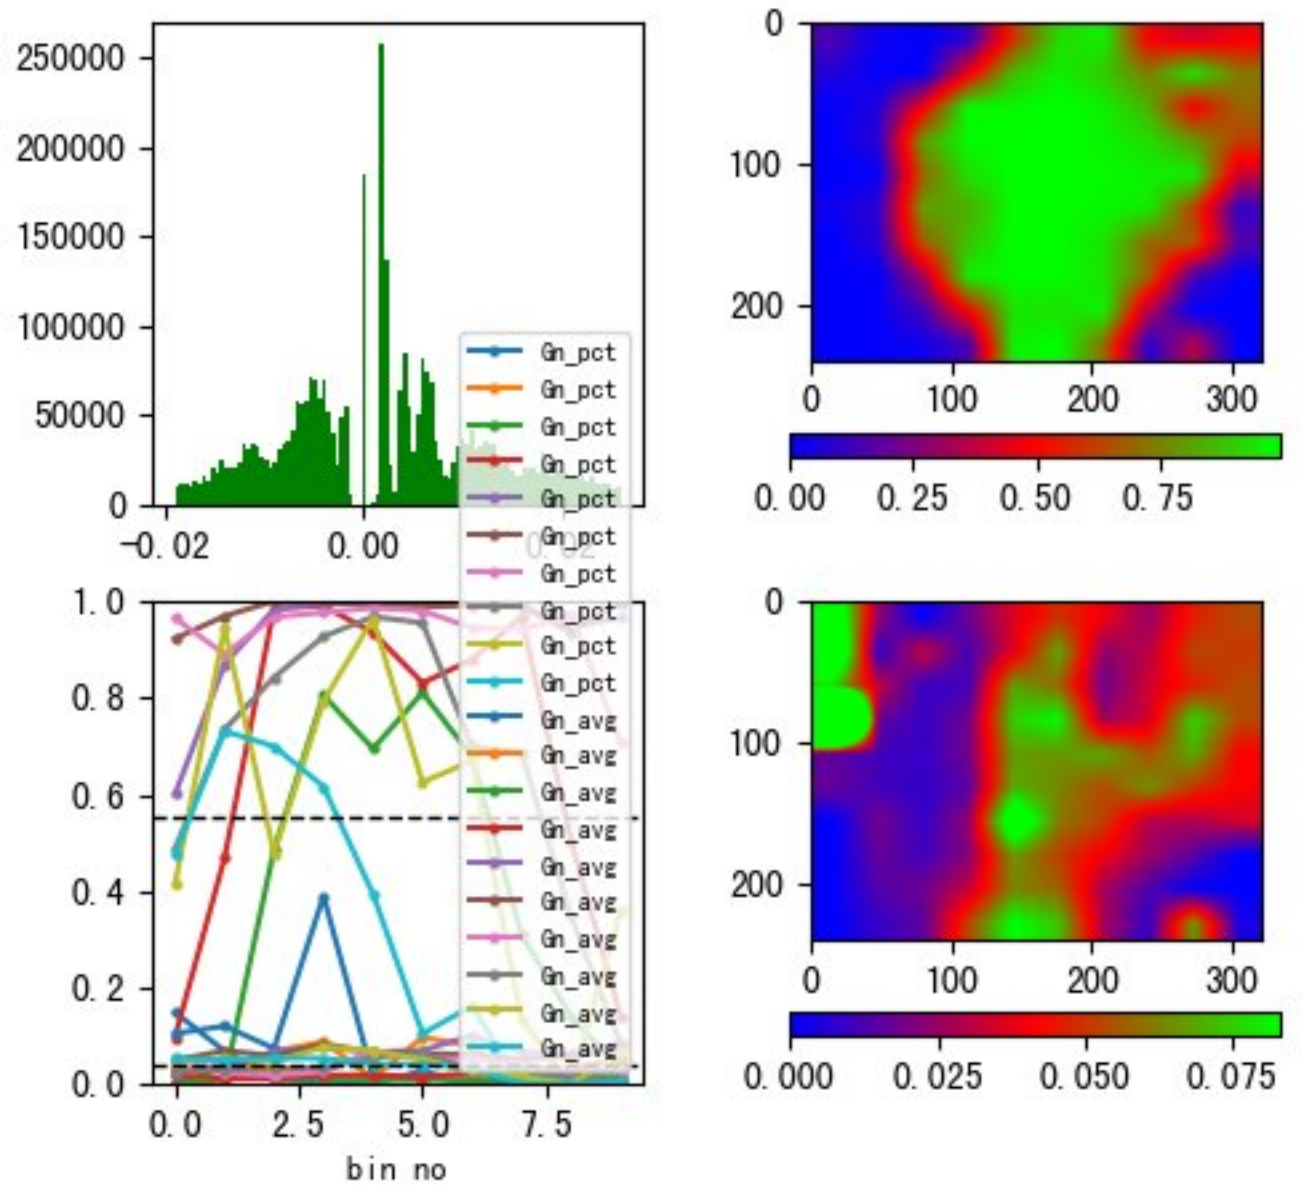 250000
200000
150000
100000
50000
0
−0.02
0.00
0.02
0
100
200
0
100
200
300
0.00
0.25
0.50
0.75
Gn_pct
Gn_pct
Gn_pct
Gn_pct
Gn_pct
Gn_pct
Gn_pct
Gn_pct
Gn_pct
Gn_pct
Gn_avg
Gn_avg
Gn_avg
Gn_avg
Gn_avg
Gn_avg
Gn_avg
Gn_avg
Gn_avg
Gn_avg
1.0
0.8
0.6
0.4
0.2
0.0
0.0
2.5
5.0
7.5
bin no
0
100
200
0
100
200
300
0.000
0.025
0.050
0.075